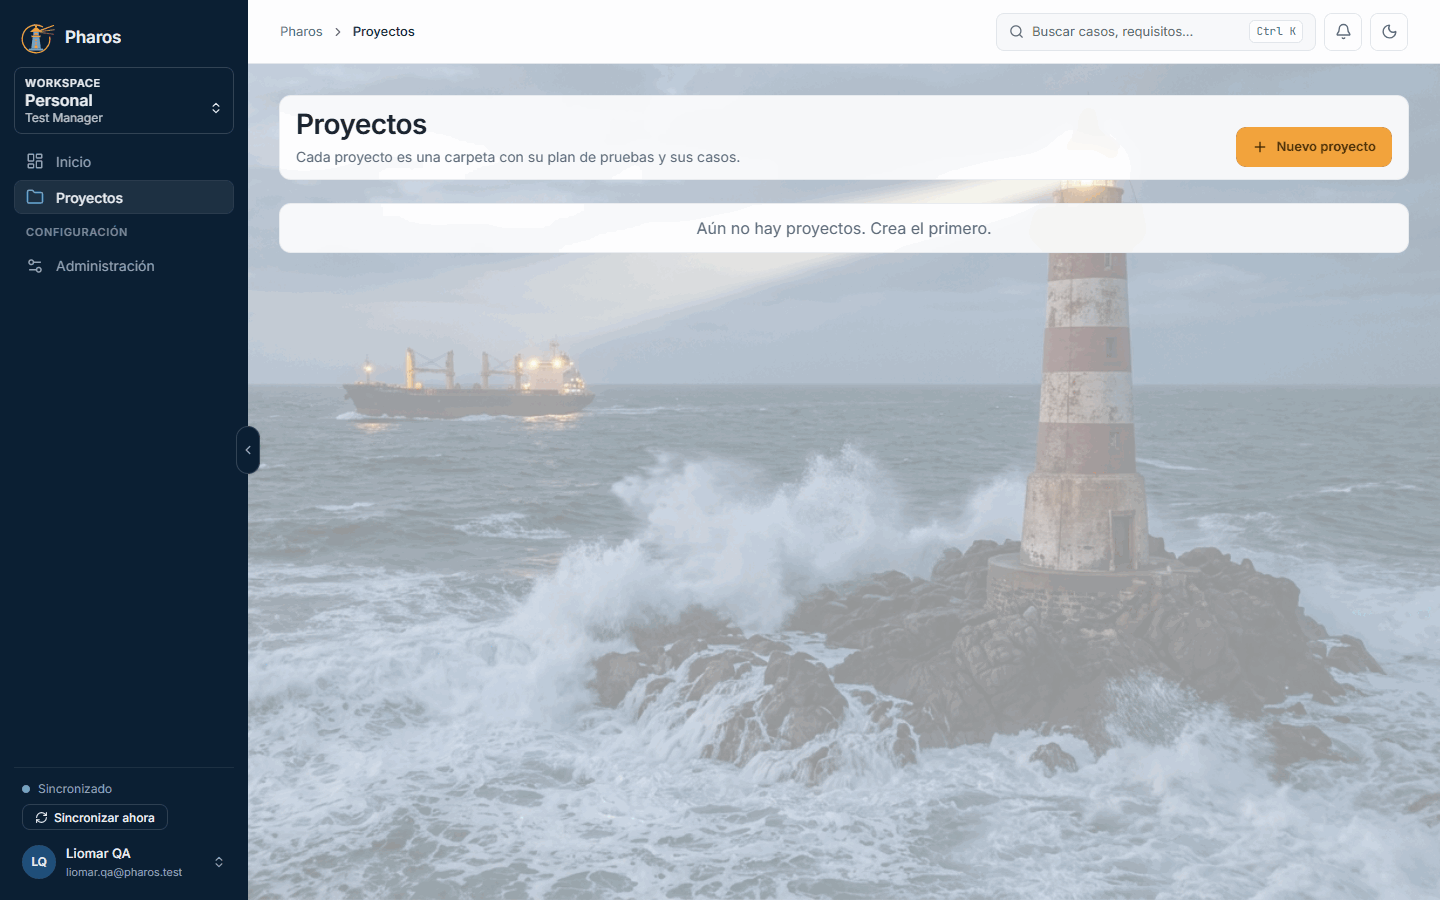 Pharos
WORKSPACE
Personal
Test Manager
Inicio
Proyectos
CONFIGURACIÓN
Administración
Sincronizado
Sincronizar ahora
LQ
Liomar QA
liomar.qa@pharos.test
Pharos > Proyectos
Buscar casos, requisitos...
Ctrl K
Proyectos
Cada proyecto es una carpeta con su plan de pruebas y sus casos.
Nuevo proyecto
Aún no hay proyectos. Crea el primero.